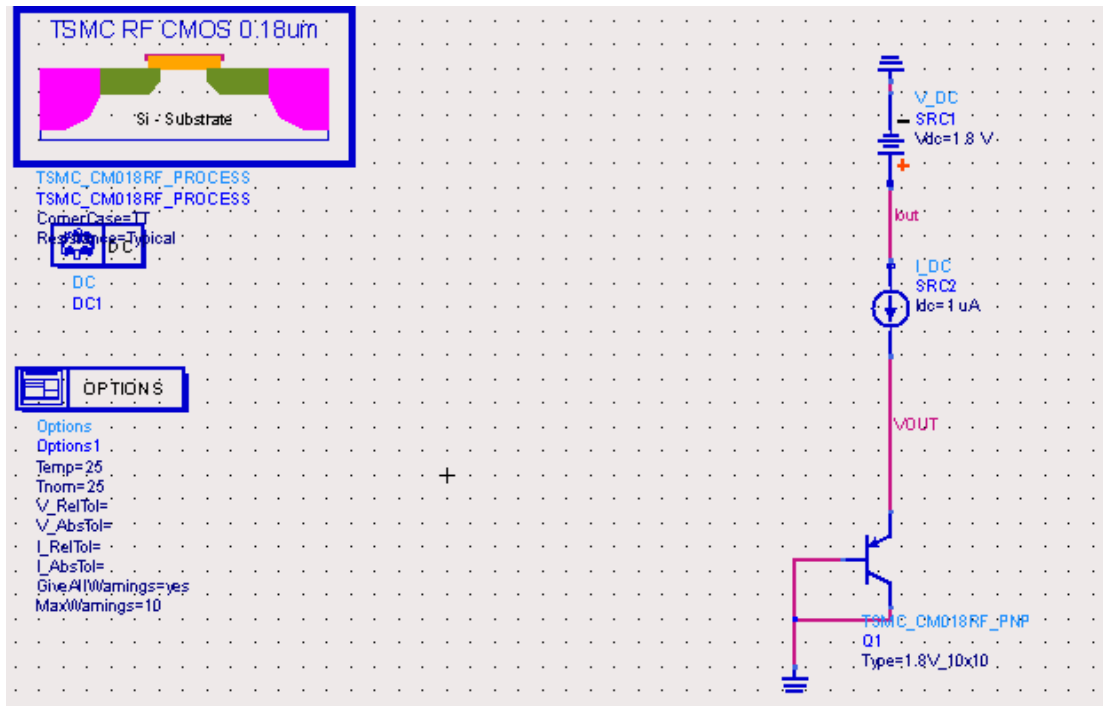 TSMC RF CMOS 0.18um
Si - Substrate
TSMC_CM018RF_PROCESS
TSMC_CM018RF_PROCESS
CornerCase=TT
Resistance=Typical
DC
DC
DC1
OPTIONS
Options
Options1
Temp=25
Tnom=25
V_RelTol=
V_AbsTol=
I_RelTol=
I_AbsTol=
GiveAllWarnings=yes
MaxWarnings=10
V_DC
SRC1
Vdc=1.8 V
Iout
I_DC
SRC2
Idc=1 uA
VOUT
TSMC_CM018RF_PNP
Q1
Type=1.8V_10x10